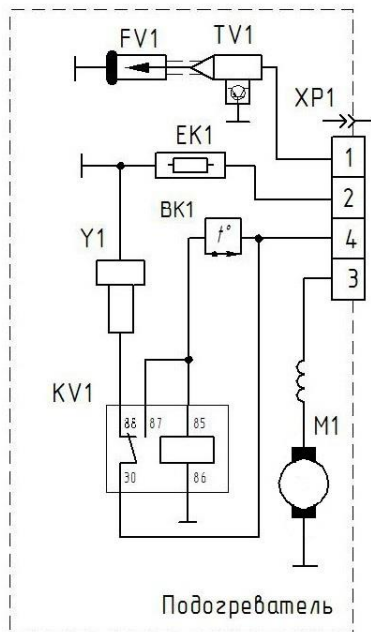 FV1 TV1
XP1
1
EK1
2
BK1
t°
4
Y1
3
KV1
88 87 85
M1
30 86
Подогреватель